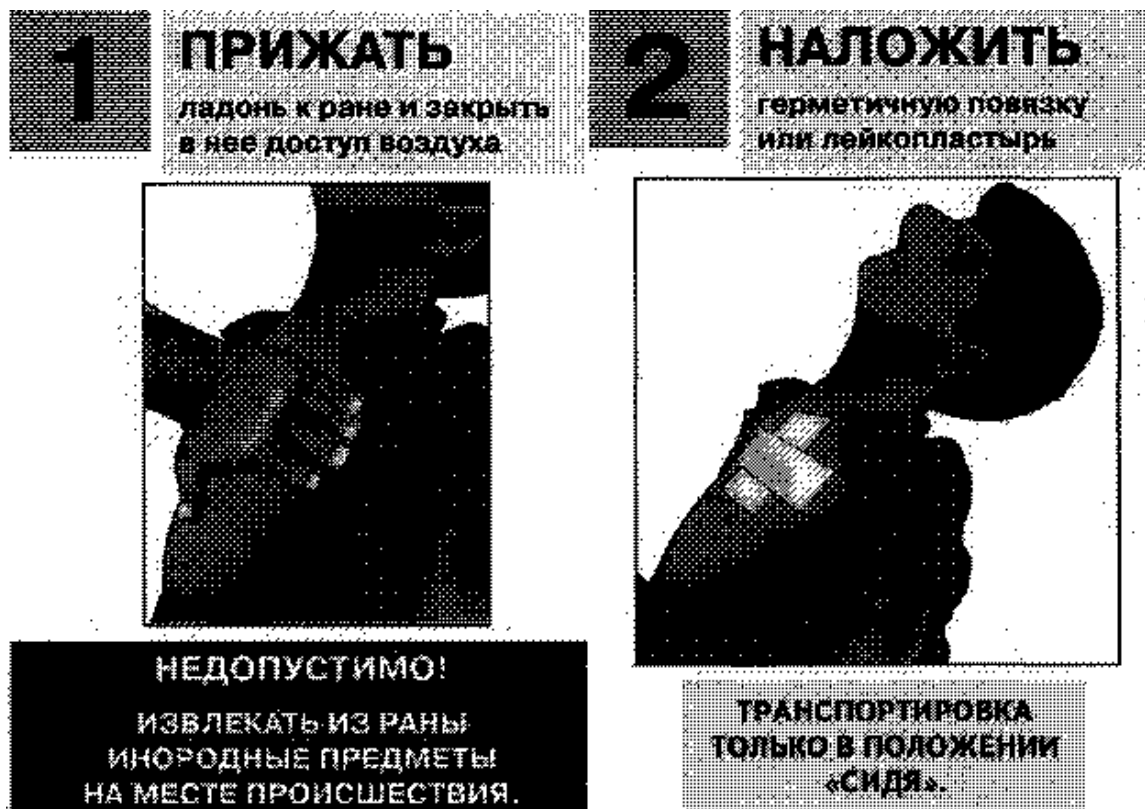 1
ПРИЖАТЬ
ладонь к ране и закрыть
в нее доступ воздуха
2
НАЛОЖИТЬ
герметичную повязку
или лейкопластырь
НЕДОПУСТИМО!
ИЗВЛЕКАТЬ ИЗ РАНЫ
ИНОРОДНЫЕ ПРЕДМЕТЫ
НА МЕСТЕ ПРОИСШЕСТВИЯ.
ТРАНСПОРТИРОВКА
ТОЛЬКО В ПОЛОЖЕНИИ
«СИДЯ».